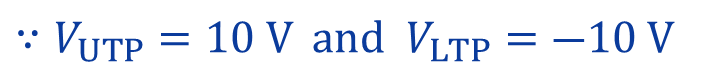 ∵ V_UTP = 10 V and V_LTP = −10 V